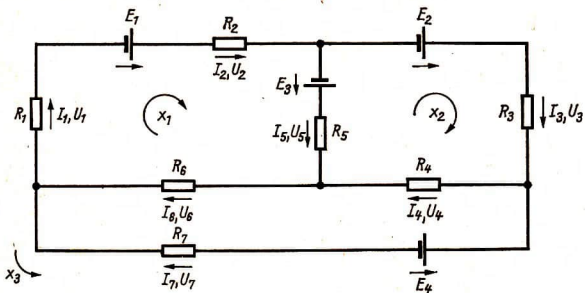 E1 R2 E2
I2,U2
E3
R1 I1,U1 x1 x2 R3 I3,U3
I5,U5 R5
R6 R4
I6,U6 I4,U4
R7
x3 I7,U7 E4